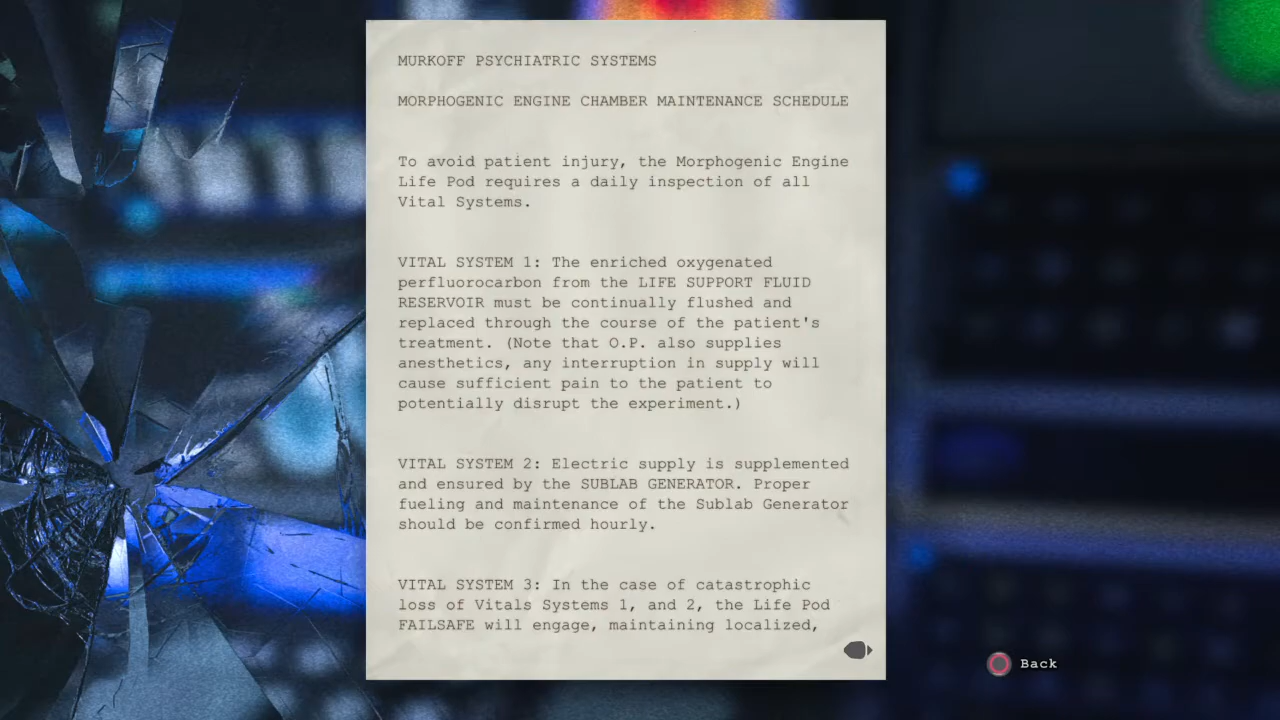 MURKOFF PSYCHIATRIC SYSTEMS
MORPHOGENIC ENGINE CHAMBER MAINTENANCE SCHEDULE
To avoid patient injury, the Morphogenic Engine
Life Pod requires a daily inspection of all
Vital Systems.
VITAL SYSTEM 1: The enriched oxygenated
perfluorocarbon from the LIFE SUPPORT FLUID
RESERVOIR must be continually flushed and
replaced through the course of the patient's
treatment. (Note that O.P. also supplies
anesthetics, any interruption in supply will
cause sufficient pain to the patient to
potentially disrupt the experiment.)
VITAL SYSTEM 2: Electric supply is supplemented
and ensured by the SUBLAB GENERATOR. Proper
fueling and maintenance of the Sublab Generator
should be confirmed hourly.
VITAL SYSTEM 3: In the case of catastrophic
loss of Vitals Systems 1, and 2, the Life Pod
FAILSAFE will engage, maintaining localized,
Back